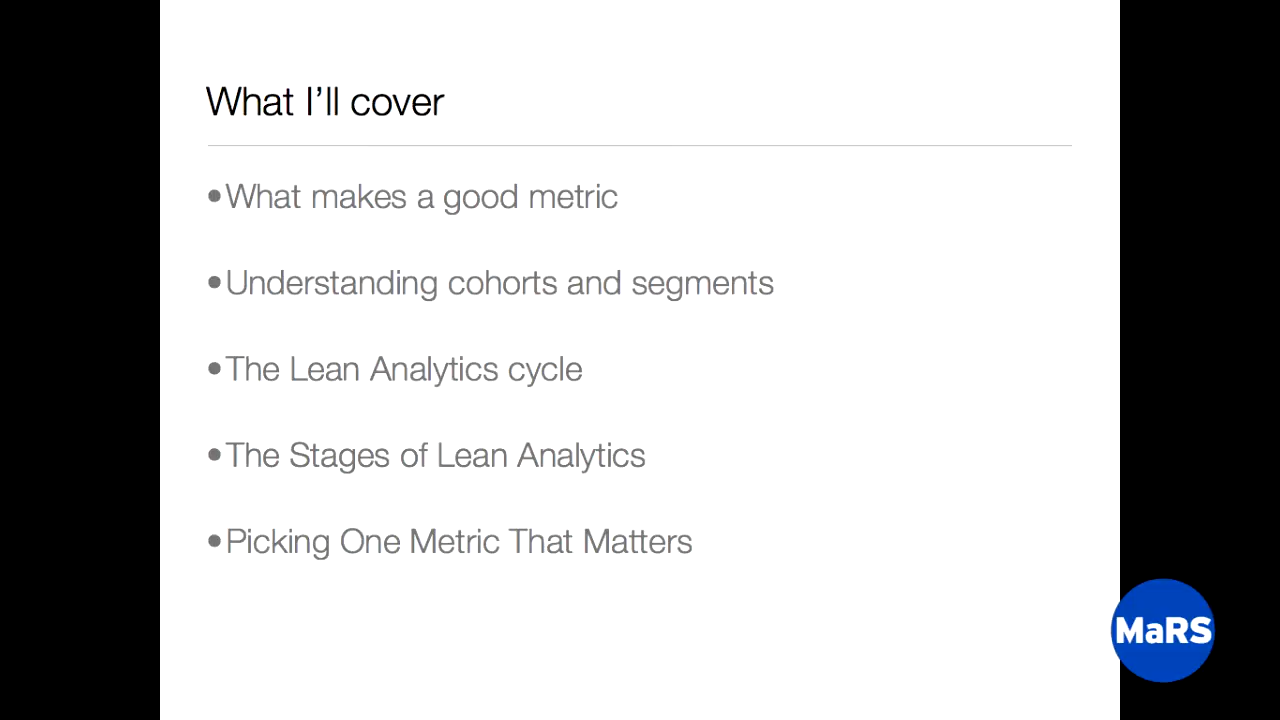 What I’ll cover
•What makes a good metric
•Understanding cohorts and segments
•The Lean Analytics cycle
•The Stages of Lean Analytics
•Picking One Metric That Matters
MaRS